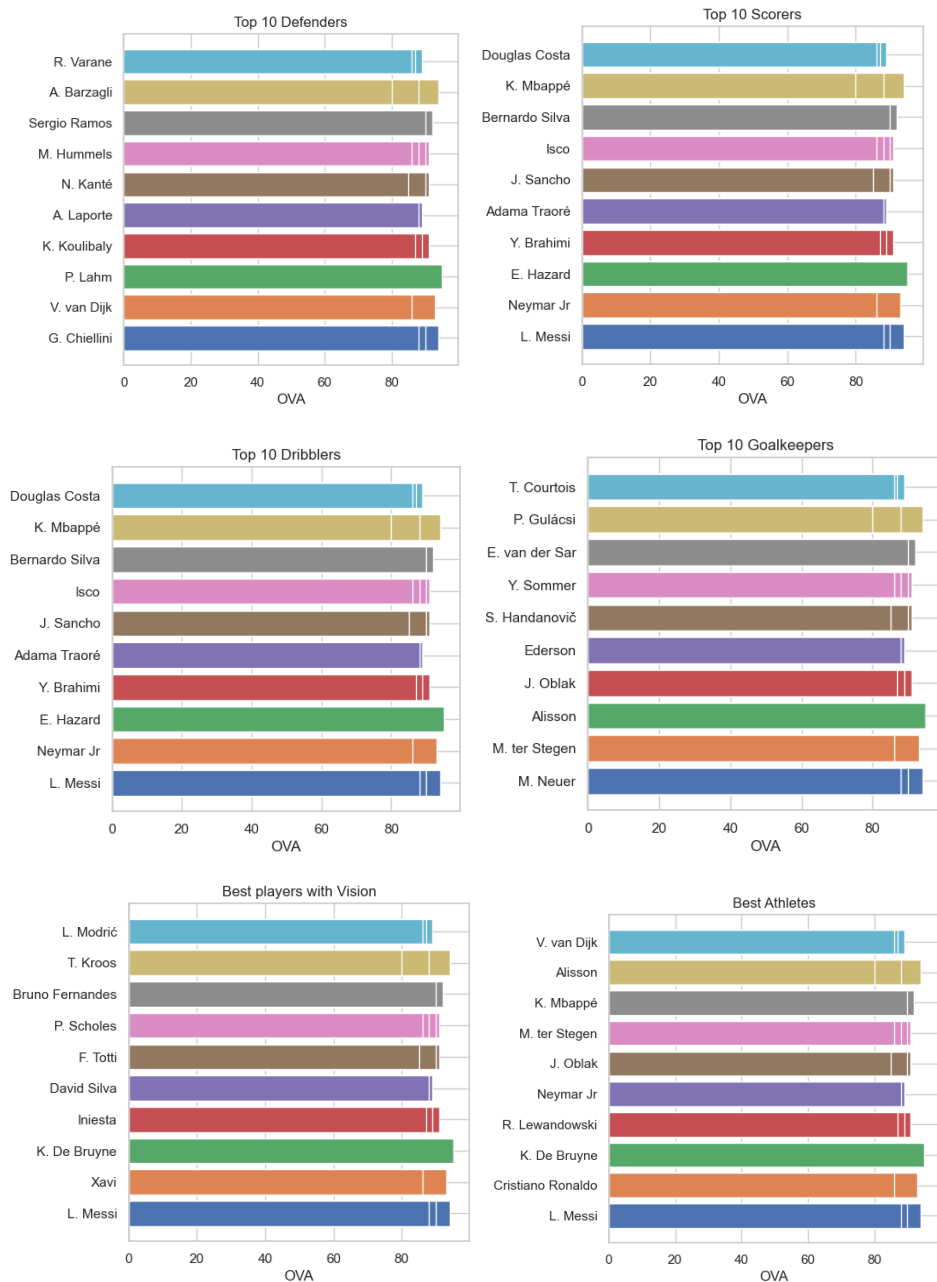 Top 10 Defenders
R. Varane
A. Barzagli
Sergio Ramos
M. Hummels
N. Kanté
A. Laporte
K. Koulibaly
P. Lahm
V. van Dijk
G. Chiellini
0 20 40 60 80
OVA
Top 10 Scorers
Douglas Costa
K. Mbappé
Bernardo Silva
Isco
J. Sancho
Adama Traoré
Y. Brahimi
E. Hazard
Neymar Jr
L. Messi
0 20 40 60 80
OVA
Top 10 Dribblers
Douglas Costa
K. Mbappé
Bernardo Silva
Isco
J. Sancho
Adama Traoré
Y. Brahimi
E. Hazard
Neymar Jr
L. Messi
0 20 40 60 80
OVA
Top 10 Goalkeepers
T. Courtois
P. Gulácsi
E. van der Sar
Y. Sommer
S. Handanovič
Ederson
J. Oblak
Alisson
M. ter Stegen
M. Neuer
0 20 40 60 80
OVA
Best players with Vision
L. Modrić
T. Kroos
Bruno Fernandes
P. Scholes
F. Totti
David Silva
Iniesta
K. De Bruyne
Xavi
L. Messi
0 20 40 60 80
OVA
Best Athletes
V. van Dijk
Alisson
K. Mbappé
M. ter Stegen
J. Oblak
Neymar Jr
R. Lewandowski
K. De Bruyne
Cristiano Ronaldo
L. Messi
0 20 40 60 80
OVA